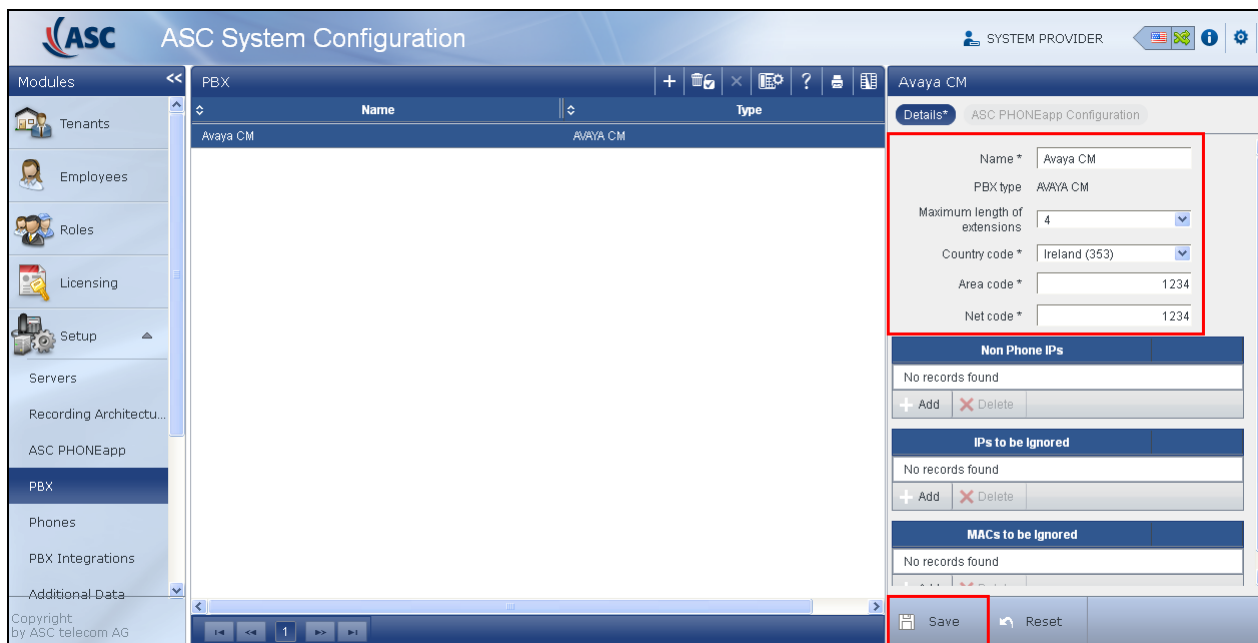 ASC
ASC System Configuration
SYSTEM PROVIDER
Modules <<
Tenants
Employees
Roles
Licensing
Setup
Servers
Recording Architectu...
ASC PHONEapp
PBX
Phones
PBX Integrations
Additional Data
Copyright
by ASC telecom AG
PBX
Name Type
Avaya CM AVAYA CM
1
Avaya CM
Details* ASC PHONEapp Configuration
Name * Avaya CM
PBX type AVAYA CM
Maximum length of
extensions 4
Country code * Ireland (353)
Area code * 1234
Net code * 1234
Non Phone IPs
No records found
Add Delete
IPs to be Ignored
No records found
Add Delete
MACs to be Ignored
No records found
Save Reset